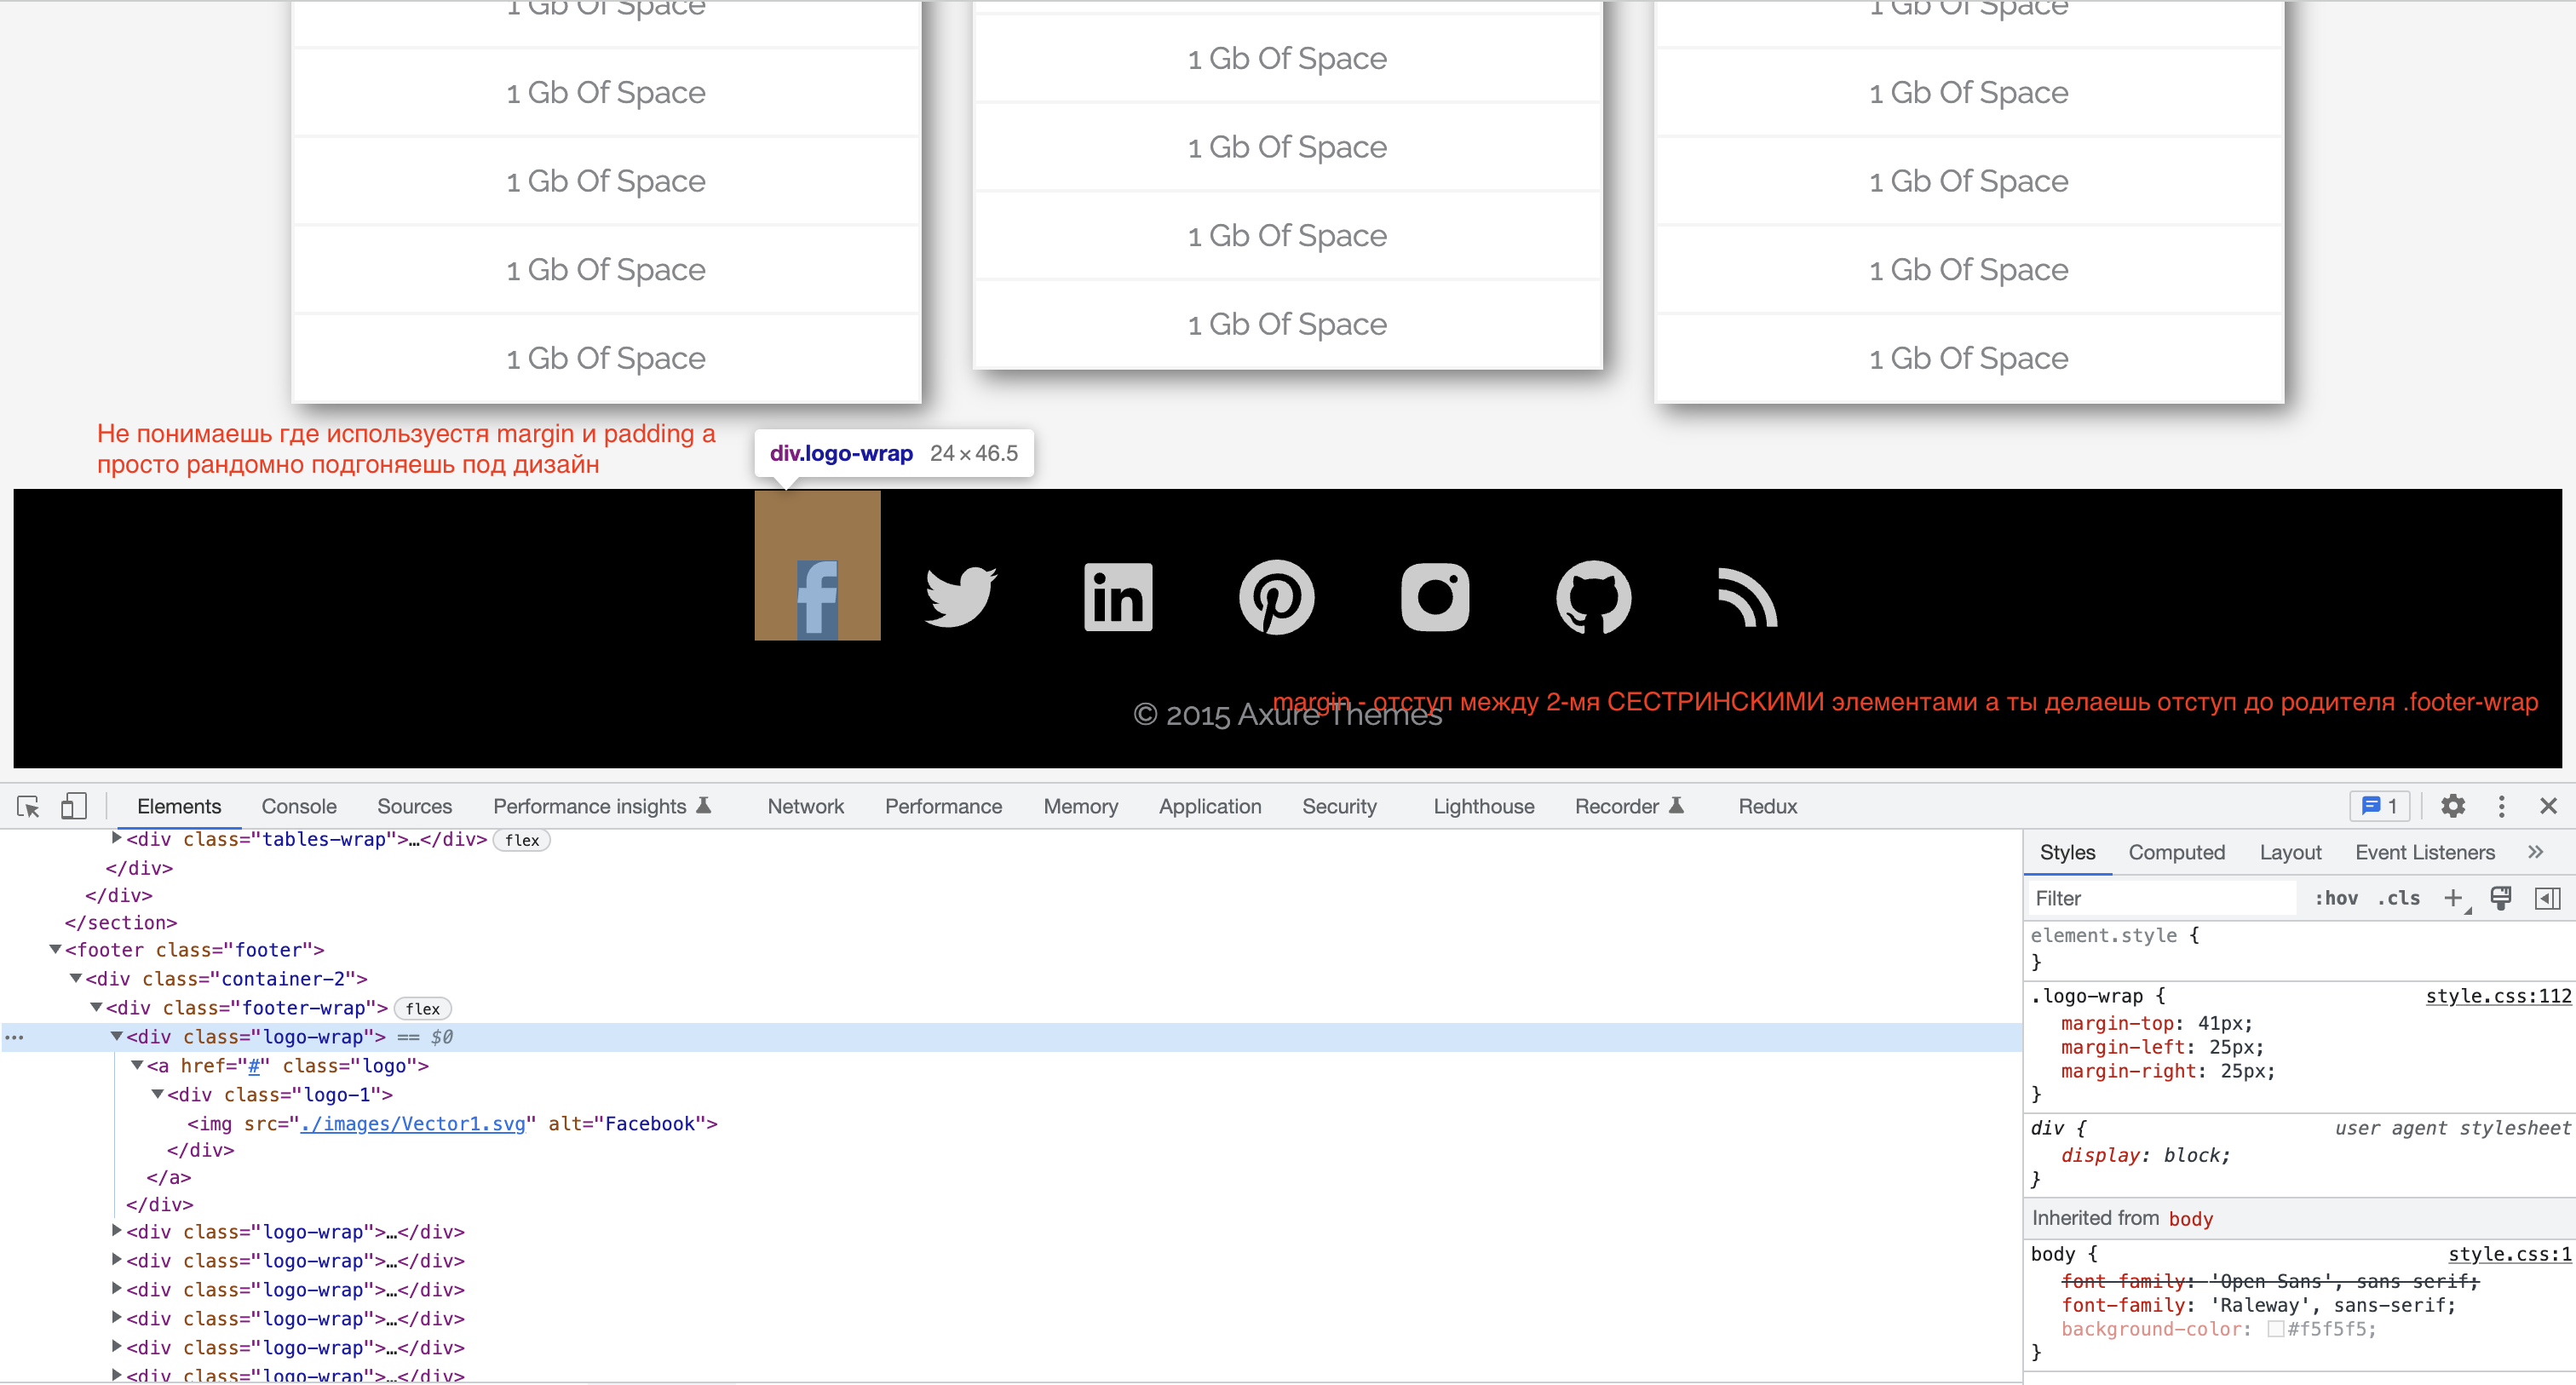 1 Gb Of Space
1 Gb Of Space
1 Gb Of Space
1 Gb Of Space
1 Gb Of Space
1 Gb Of Space
1 Gb Of Space
1 Gb Of Space
1 Gb Of Space
1 Gb Of Space
1 Gb Of Space
1 Gb Of Space
1 Gb Of Space
1 Gb Of Space
Не понимаешь где используестя margin и padding а
просто рандомно подгоняешь под дизайн
div.logo-wrap 24 × 46.5
margin - отступ между 2-мя СЕСТРИНСКИМИ элементами а ты делаешь отступ до родителя .footer-wrap
© 2015 Axure Themes
Elements Console Sources Performance insights Network Performance Memory Application Security Lighthouse Recorder Redux 1
<div class="tables-wrap">…</div> flex
</div>
</div>
</section>
<footer class="footer">
<div class="container-2">
<div class="footer-wrap"> flex
<div class="logo-wrap"> == $0
<a href="#" class="logo">
<div class="logo-1">
<img src="./images/Vector1.svg" alt="Facebook">
</div>
</a>
</div>
<div class="logo-wrap">…</div>
<div class="logo-wrap">…</div>
<div class="logo-wrap">…</div>
<div class="logo-wrap">…</div>
<div class="logo-wrap">…</div>
<div class="logo-wrap">…</div>
Styles Computed Layout Event Listeners
Filter :hov .cls
element.style {
}
.logo-wrap { style.css:112
margin-top: 41px;
margin-left: 25px;
margin-right: 25px;
}
div { user agent stylesheet
display: block;
}
Inherited from body
body { style.css:1
font-family: 'Open Sans', sans-serif;
font-family: 'Raleway', sans-serif;
background-color: #f5f5f5;
}